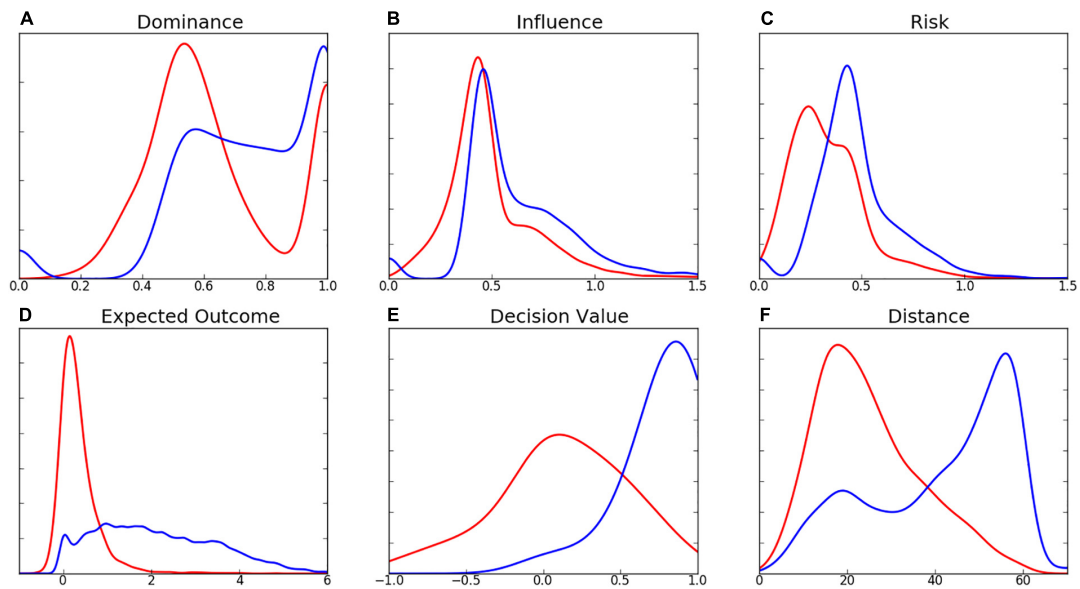 A Dominance
B Influence
C Risk
0.0 0.2 0.4 0.6 0.8 1.0
0.0 0.5 1.0 1.5
0.0 0.5 1.0 1.5
D Expected Outcome
E Decision Value
F Distance
0 2 4 6
−1.0 −0.5 0.0 0.5 1.0
0 20 40 60